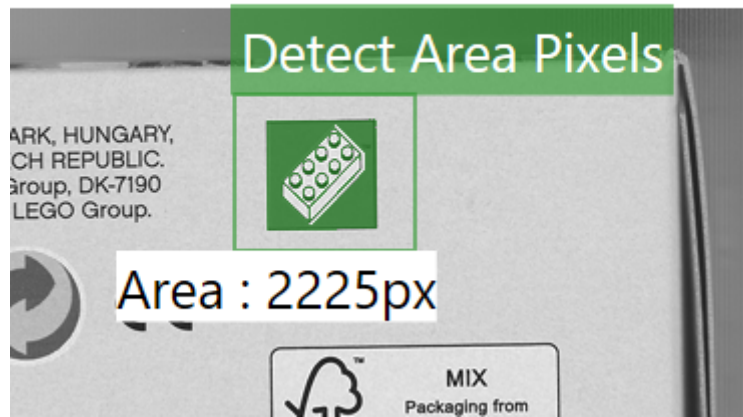 Detect Area Pixels
ARK, HUNGARY,
CH REPUBLIC.
Group, DK-7190
LEGO Group.
Area : 2225px
MIX
Packaging from